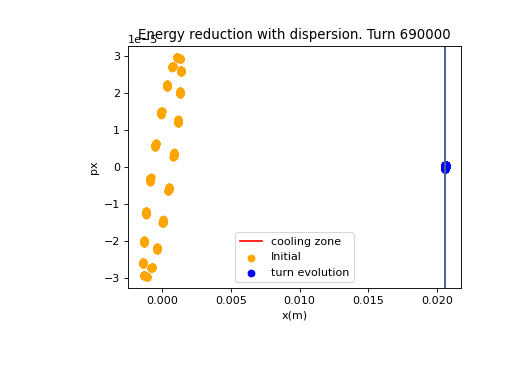 Energy reduction with dispersion. Turn 690000
1e−5
3
2
1
0
−1
−2
−3
px
cooling zone
Initial
turn evolution
0.000 0.005 0.010 0.015 0.020
x(m)